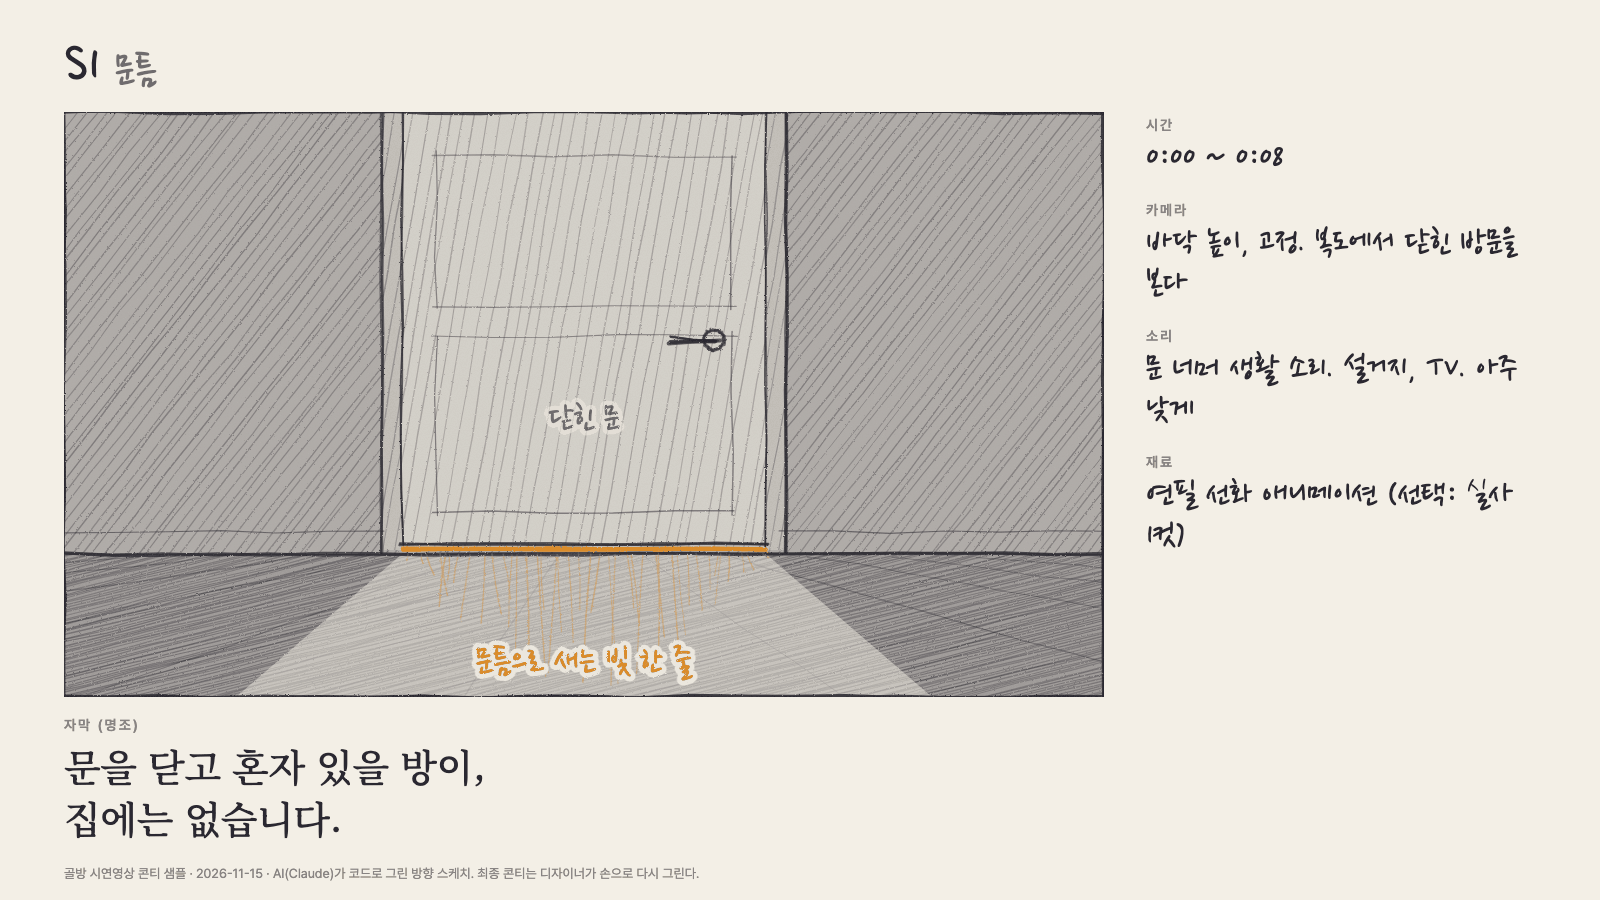 S1 문틈
시간
0:00 ~ 0:08
카메라
바닥 높이, 고정. 복도에서 닫힌 방문을
본다
소리
문 너머 생활 소리. 설거지, TV. 아주
낮게
재료
연필 선화 애니메이션 (선택: 실사
1컷)
닫힌 문
문틈으로 새는 빛 한 줄
자막 (명조)
문을 닫고 혼자 있을 방이,
집에는 없습니다.
골방 시연영상 콘티 샘플 · 2026-11-15 · AI(Claude)가 코드로 그린 방향 스케치. 최종 콘티는 디자이너가 손으로 다시 그린다.